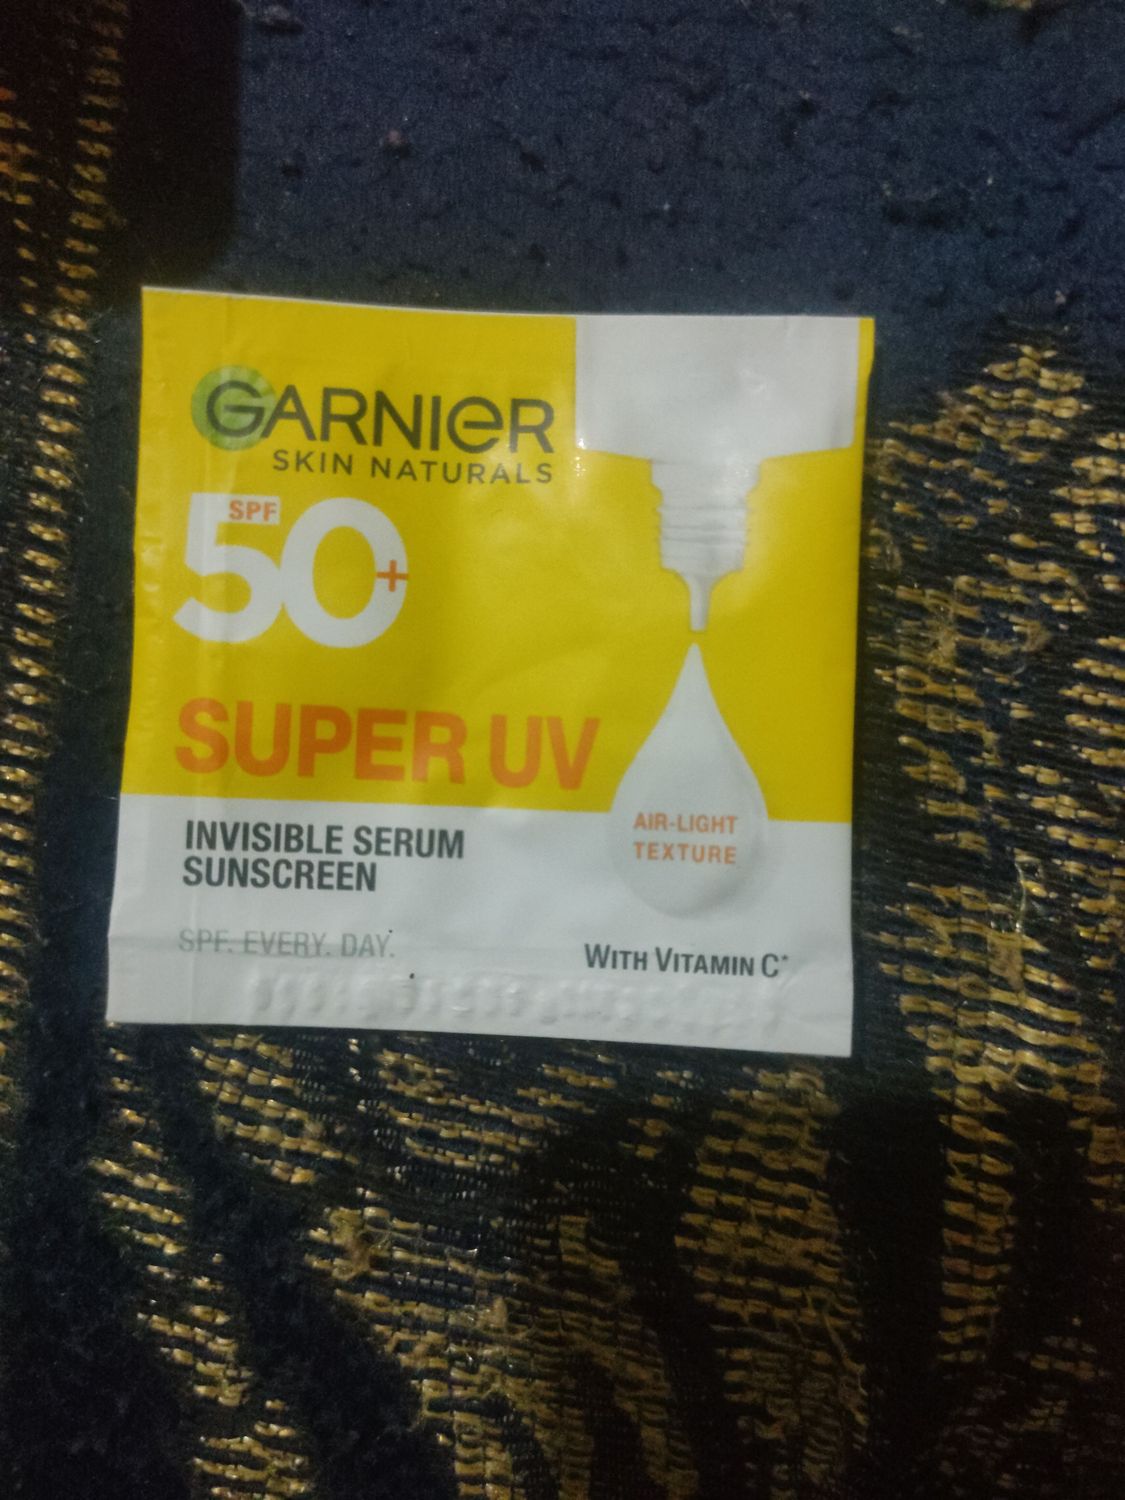 GARNIER
SKIN NATURALS
SPF
50+
SUPER UV
AIR-LIGHT
TEXTURE
INVISIBLE SERUM
SUNSCREEN
SPF. EVERY. DAY.
WITH VITAMIN C*